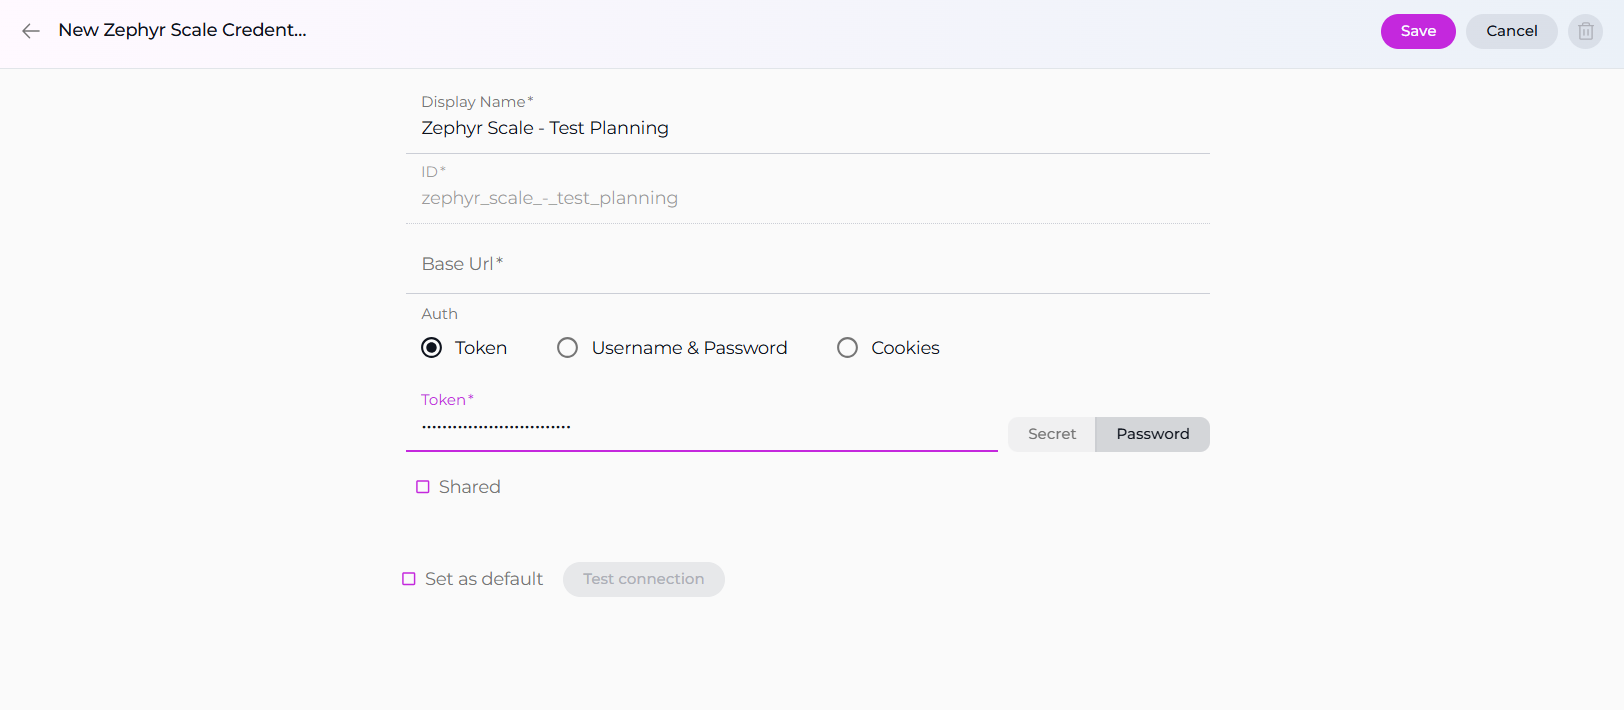 New Zephyr Scale Credent...
Save
Cancel
Display Name*
Zephyr Scale - Test Planning
ID*
zephyr_scale_-_test_planning
Base Url*
Auth
Token
Username & Password
Cookies
Token*
•••••••••••••••••••••••••••••
Secret
Password
Shared
Set as default
Test connection